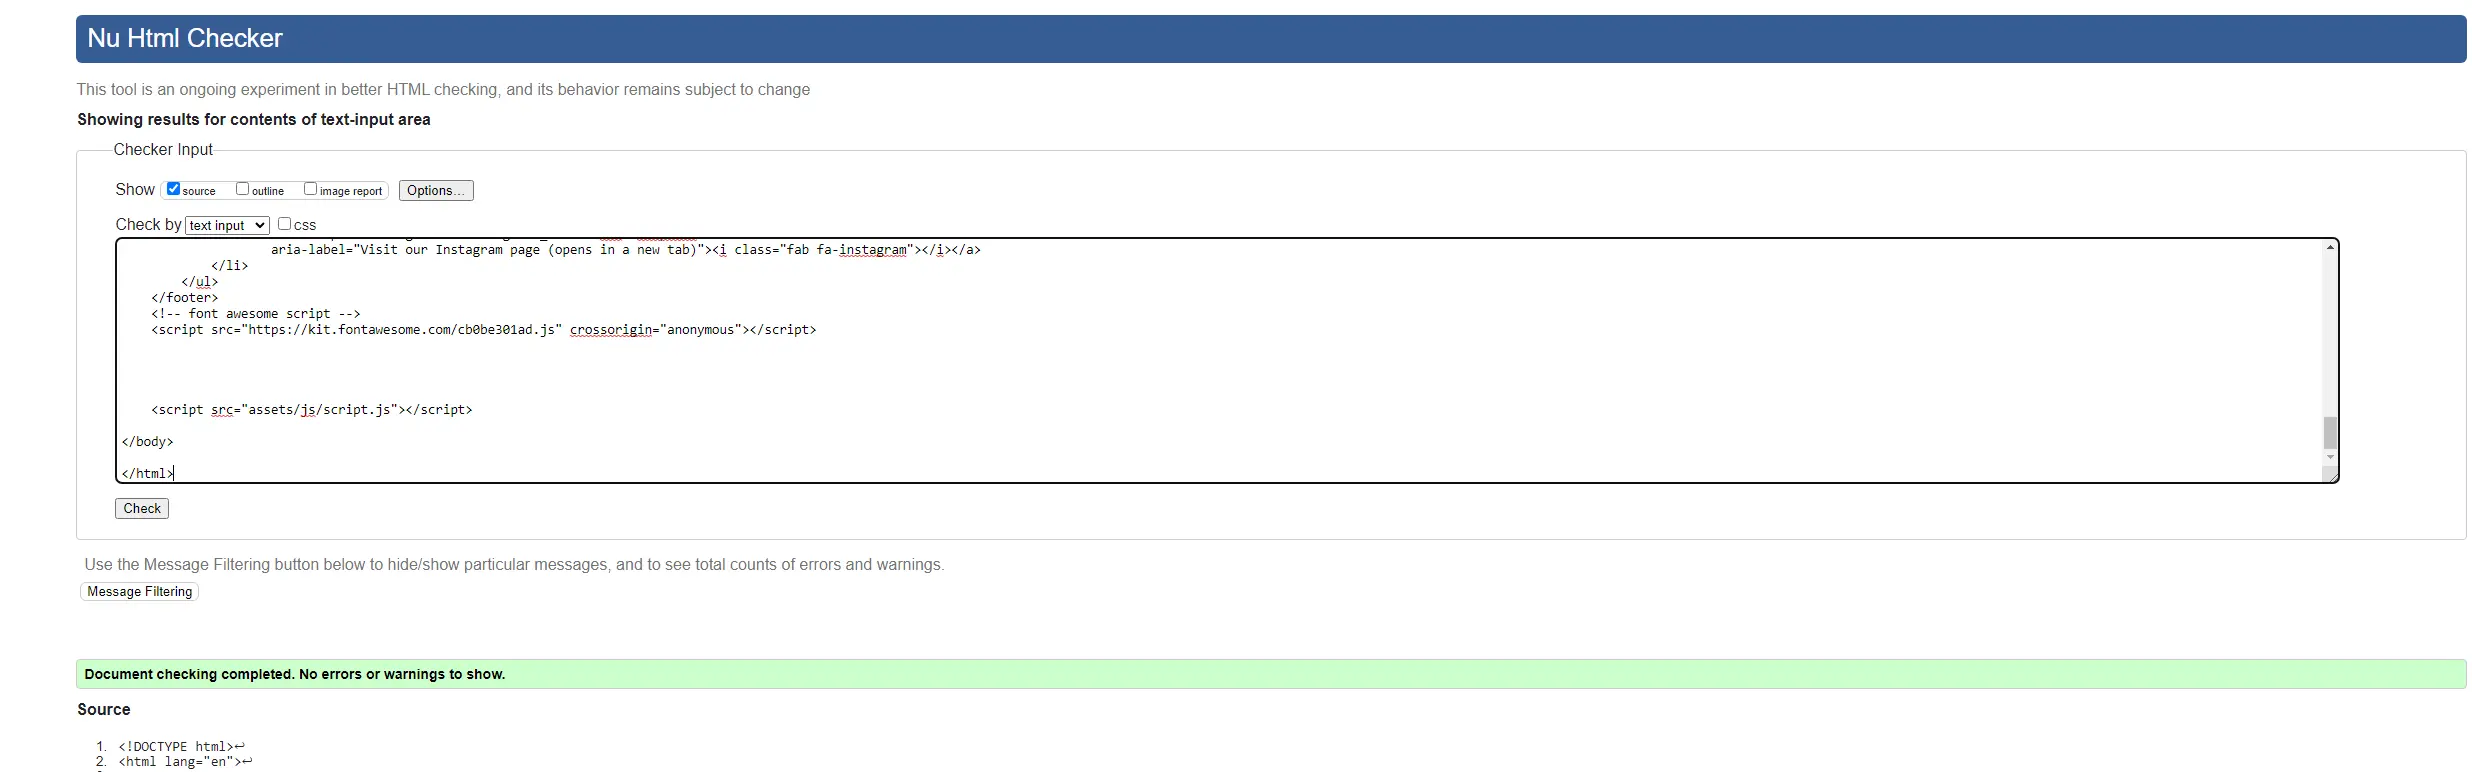 Nu Html Checker
This tool is an ongoing experiment in better HTML checking, and its behavior remains subject to change
Showing results for contents of text-input area
Checker Input
Show source outline image report Options...
Check by text input css
aria-label="Visit our Instagram page (opens in a new tab)"><i class="fab fa-instagram"></i></a>
</li>
</ul>
</footer>
<!-- font awesome script -->
<script src="https://kit.fontawesome.com/cb0be301ad.js" crossorigin="anonymous"></script>
<script src="assets/js/script.js"></script>
</body>
</html>
Check
Use the Message Filtering button below to hide/show particular messages, and to see total counts of errors and warnings.
Message Filtering
Document checking completed. No errors or warnings to show.
Source
1. <!DOCTYPE html>↩
2. <html lang="en">↩